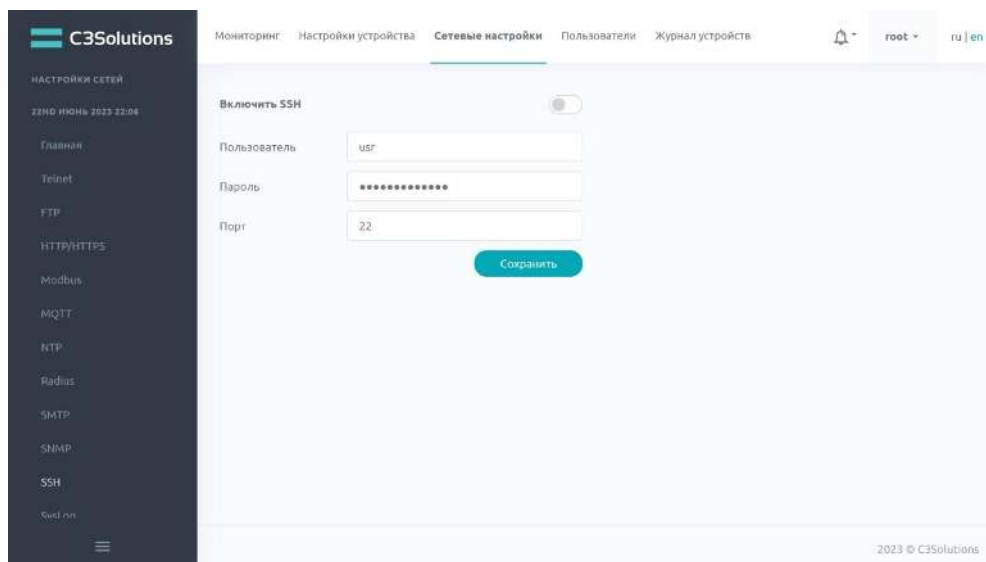 C3Solutions
Мониторинг Настройки устройства Сетевые настройки Пользователи Журнал устройств root ru | en
НАСТРОЙКИ СЕТЕЙ
22ND ИЮНЬ 2023 22:04
Главная
Telnet
FTP
HTTP/HTTPS
Modbus
MQTT
NTP
Radius
SMTP
SNMP
SSH
SysLog
Включить SSH
Пользователь usr
Пароль •••••••••••••
Порт 22
Сохранить
2023 © C3Solutions